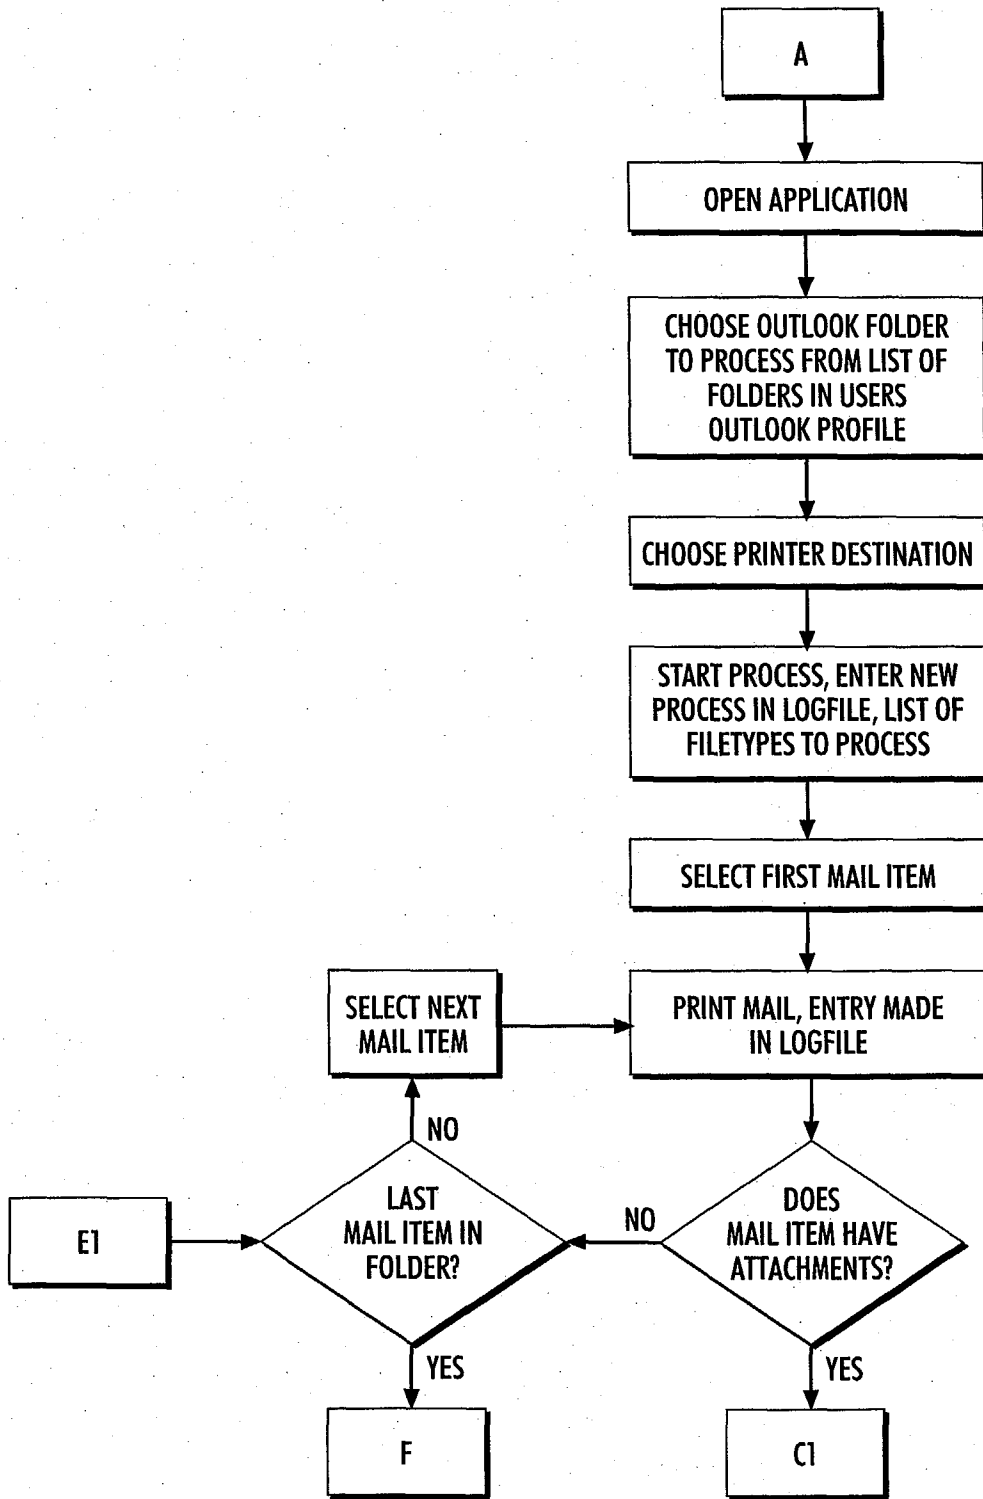 A
OPEN APPLICATION
CHOOSE OUTLOOK FOLDER
TO PROCESS FROM LIST OF
FOLDERS IN USERS
OUTLOOK PROFILE
CHOOSE PRINTER DESTINATION
START PROCESS, ENTER NEW
PROCESS IN LOGFILE, LIST OF
FILETYPES TO PROCESS
SELECT FIRST MAIL ITEM
SELECT NEXT
MAIL ITEM
PRINT MAIL, ENTRY MADE
IN LOGFILE
NO
E1
LAST
MAIL ITEM IN
FOLDER?
NO
DOES
MAIL ITEM HAVE
ATTACHMENTS?
YES
YES
F
C1